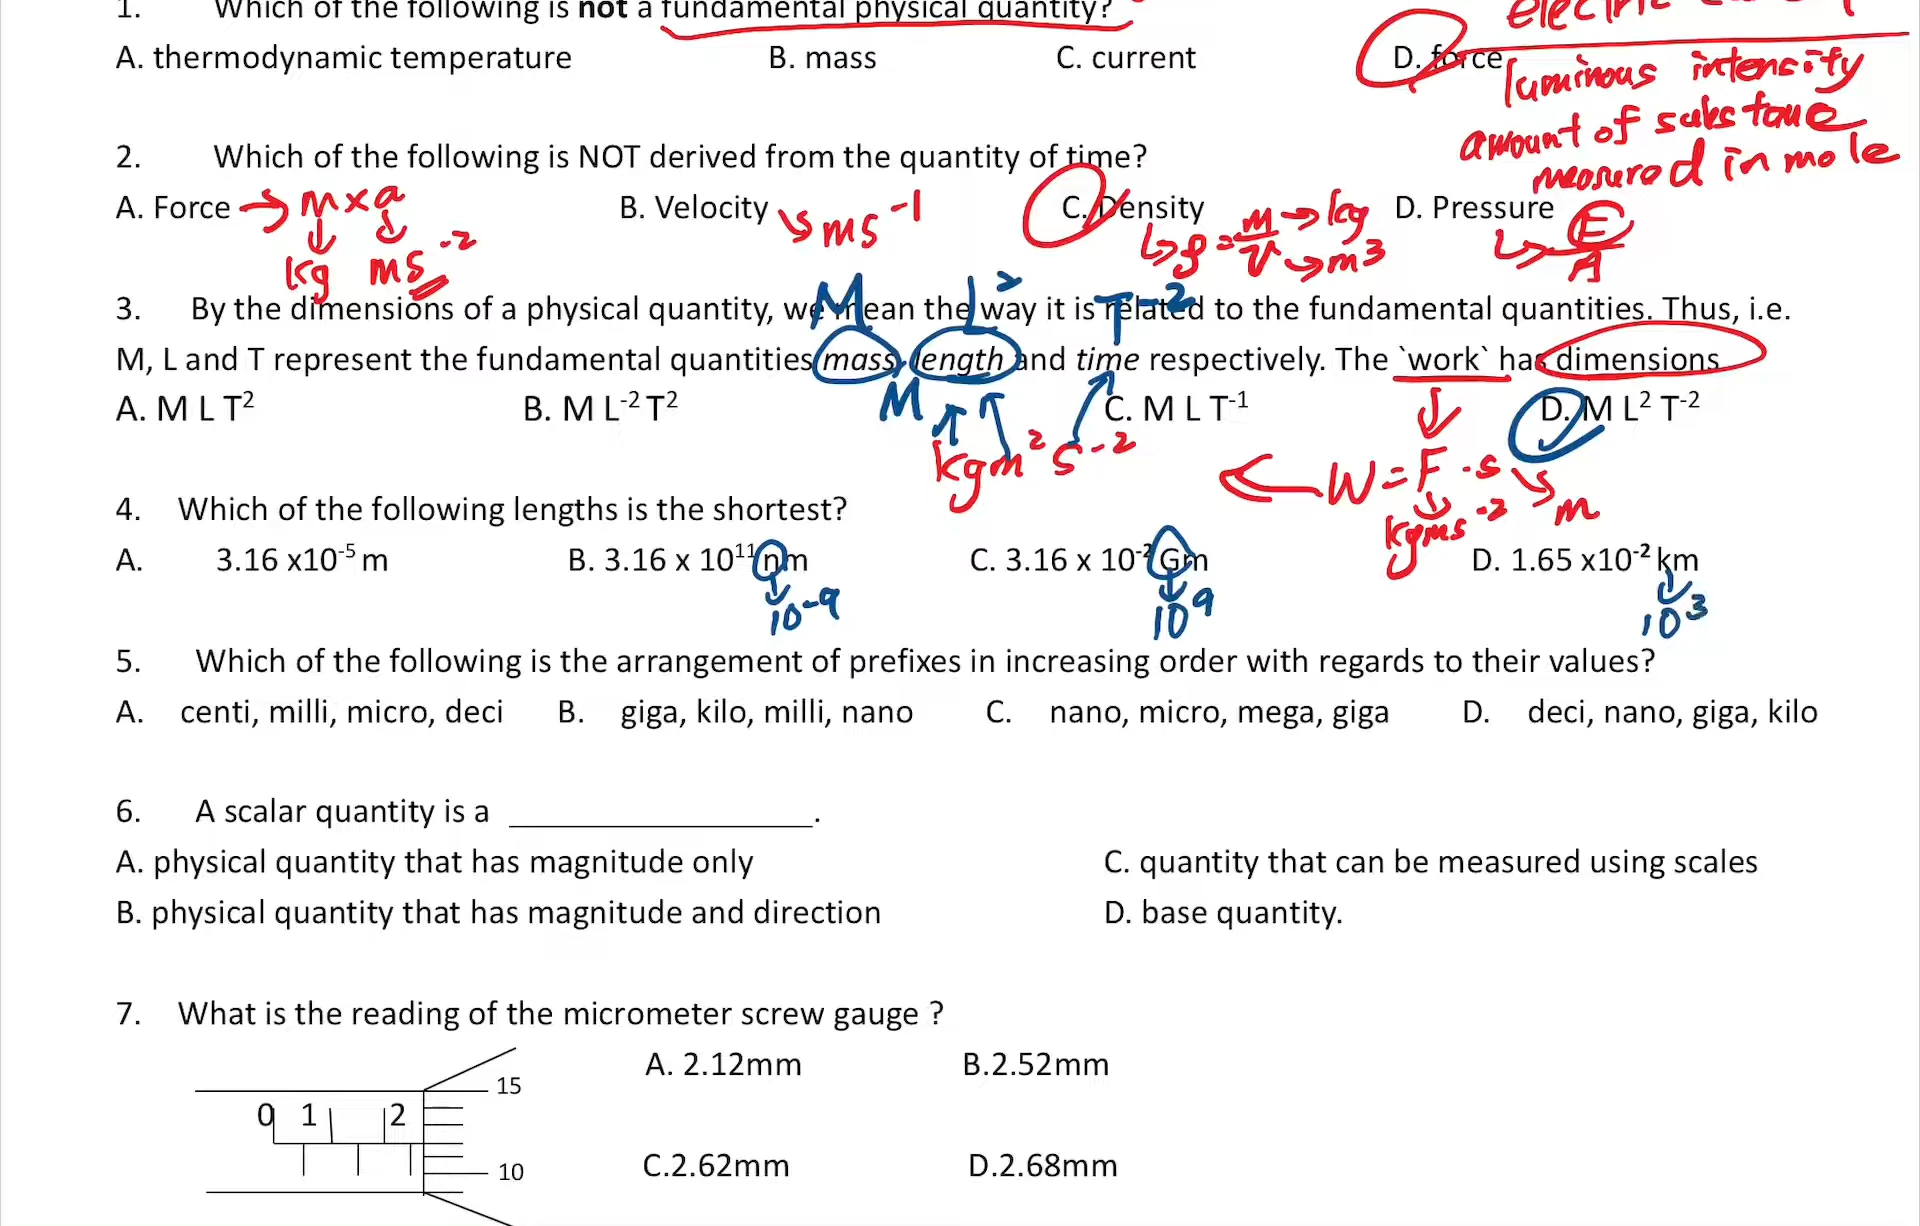 1. Which of the following is not a fundamental physical quantity?
A. thermodynamic temperature B. mass C. current D. force
electric
luminous intensity
amount of substance
measured in mole
2. Which of the following is NOT derived from the quantity of time?
A. Force → m × a B. Velocity ↳ ms⁻¹ C. Density D. Pressure
kg ms⁻²
↳ ρ = m/v → kg → m³
↳ F/A
M L² T⁻²
3. By the dimensions of a physical quantity, we mean the way it is related to the fundamental quantities. Thus, i.e.
M, L and T represent the fundamental quantities mass, length and time respectively. The `work` has dimensions
A. M L T² B. M L⁻² T² C. M L T⁻¹ D. M L² T⁻²
M
kgm²s⁻² ← W = F · s
kgms⁻² m
4. Which of the following lengths is the shortest?
A. 3.16 x10⁻⁵ m B. 3.16 x 10¹¹ nm C. 3.16 x 10⁻² Gm D. 1.65 x10⁻² km
10⁻⁹ 10⁹ 10³
5. Which of the following is the arrangement of prefixes in increasing order with regards to their values?
A. centi, milli, micro, deci B. giga, kilo, milli, nano C. nano, micro, mega, giga D. deci, nano, giga, kilo
6. A scalar quantity is a ____________________.
A. physical quantity that has magnitude only C. quantity that can be measured using scales
B. physical quantity that has magnitude and direction D. base quantity.
7. What is the reading of the micrometer screw gauge ?
A. 2.12mm B.2.52mm
15
0 1 2
C.2.62mm D.2.68mm
10